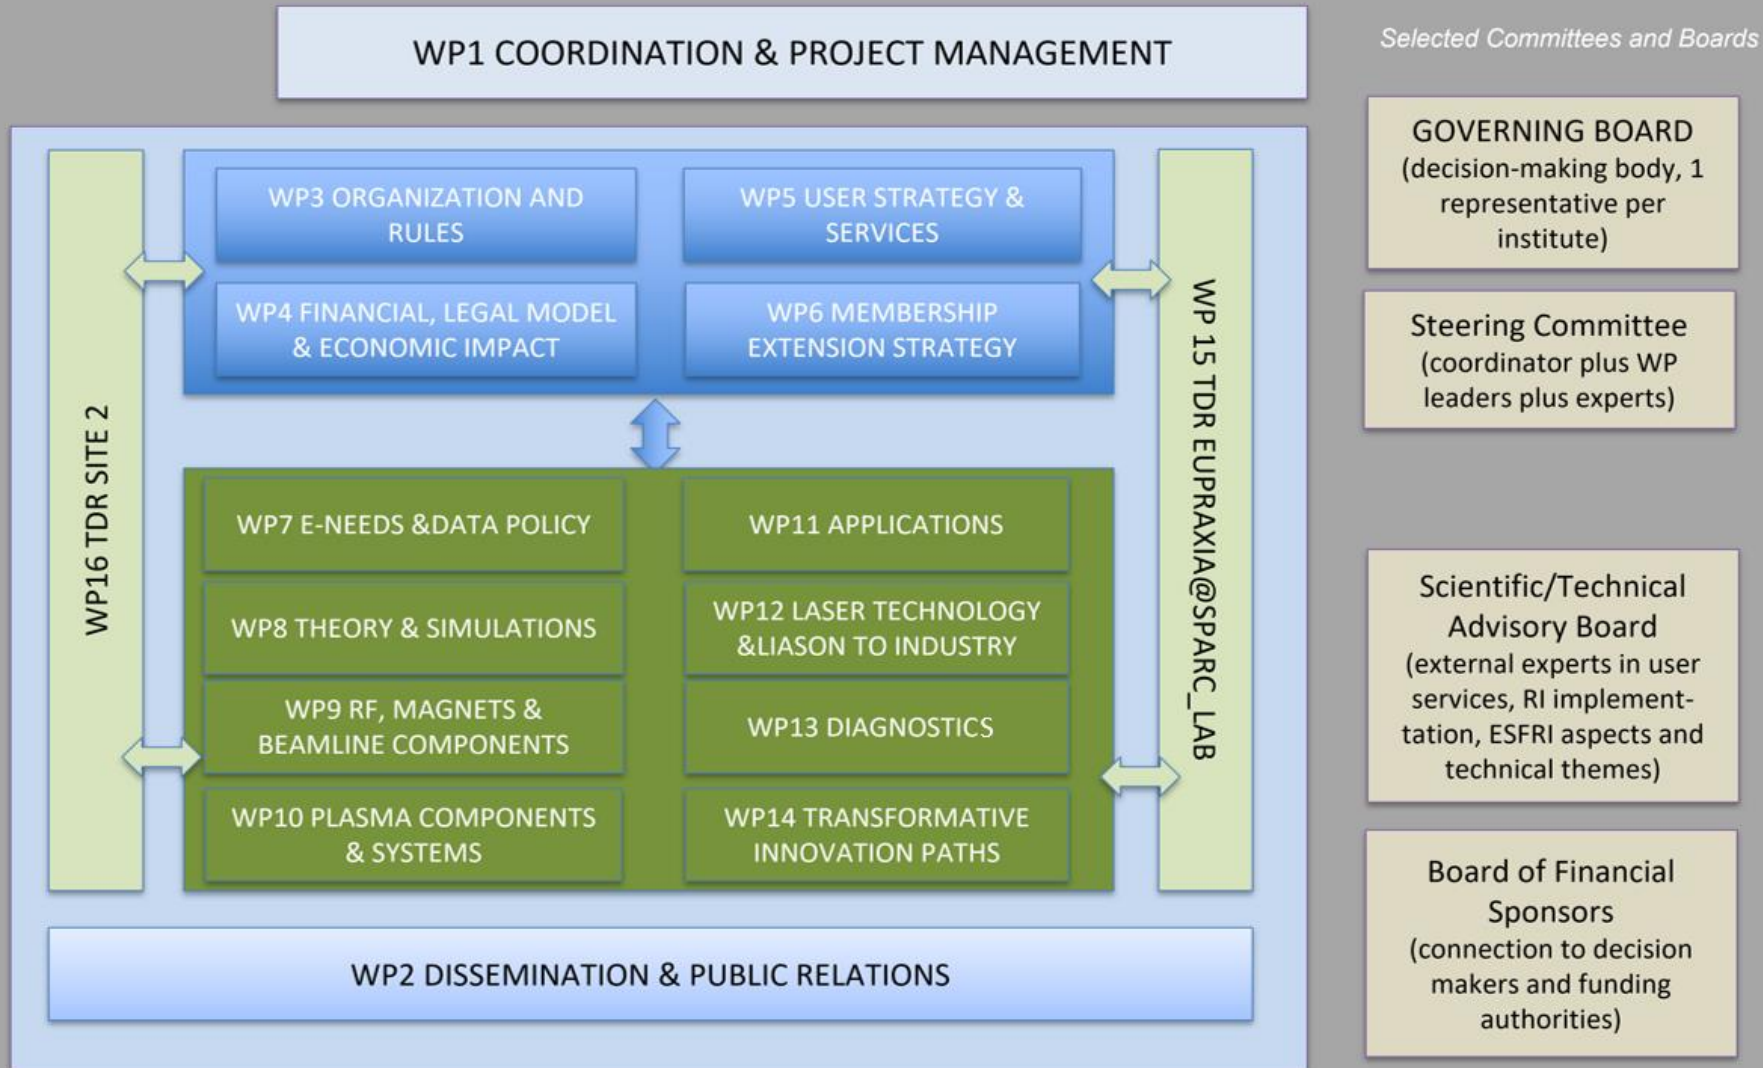 WP1 COORDINATION & PROJECT MANAGEMENT
WP16 TDR SITE 2
WP3 ORGANIZATION AND
RULES
WP5 USER STRATEGY &
SERVICES
WP4 FINANCIAL, LEGAL MODEL
& ECONOMIC IMPACT
WP6 MEMBERSHIP
EXTENSION STRATEGY
WP7 E-NEEDS &DATA POLICY
WP11 APPLICATIONS
WP8 THEORY & SIMULATIONS
WP12 LASER TECHNOLOGY
&LIASON TO INDUSTRY
WP9 RF, MAGNETS &
BEAMLINE COMPONENTS
WP13 DIAGNOSTICS
WP10 PLASMA COMPONENTS
& SYSTEMS
WP14 TRANSFORMATIVE
INNOVATION PATHS
WP 15 TDR EUPRAXIA@SPARC_LAB
WP2 DISSEMINATION & PUBLIC RELATIONS
Selected Committees and Boards
GOVERNING BOARD
(decision-making body, 1
representative per
institute)
Steering Committee
(coordinator plus WP
leaders plus experts)
Scientific/Technical
Advisory Board
(external experts in user
services, RI implement-
tation, ESFRI aspects and
technical themes)
Board of Financial
Sponsors
(connection to decision
makers and funding
authorities)